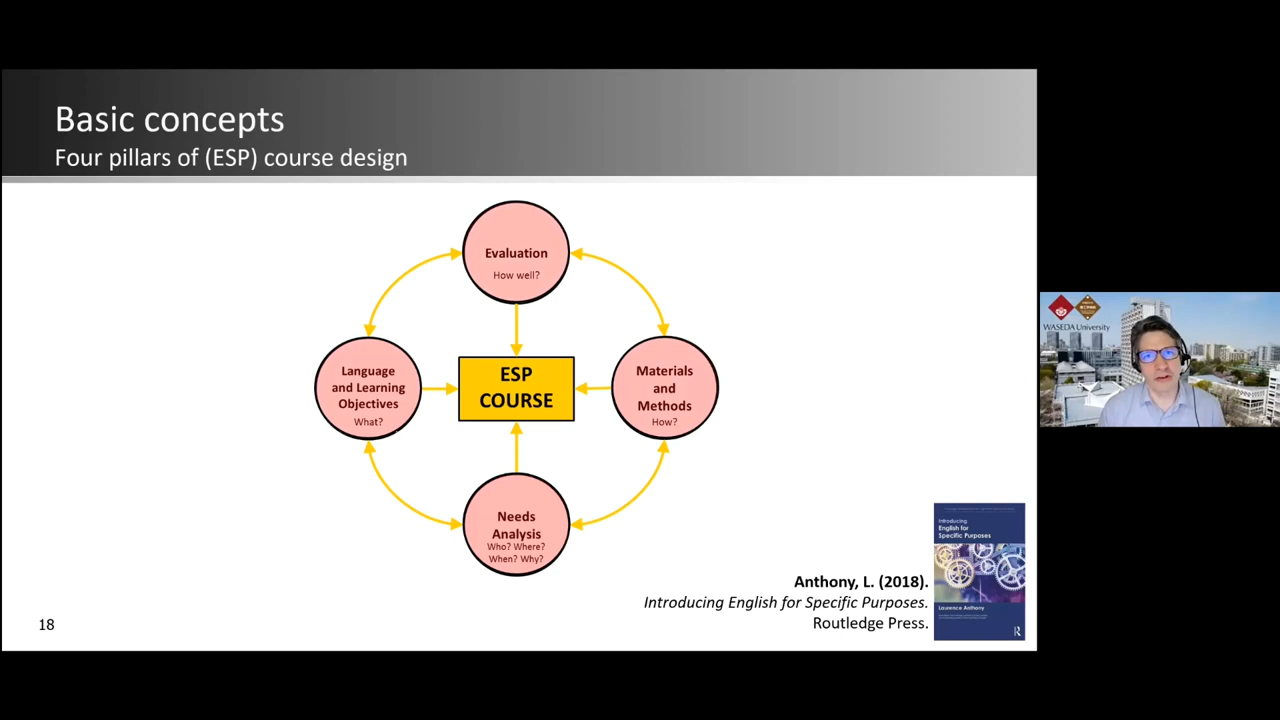 Basic concepts
Four pillars of (ESP) course design
Evaluation
How well?
Language
and Learning
Objectives
What?
ESP
COURSE
Materials
and
Methods
How?
Needs
Analysis
Who? Where?
When? Why?
Anthony, L. (2018).
Introducing English for Specific Purposes.
Routledge Press.
Introducing
English for
Specific Purposes
Laurence Anthony
R
18
WASEDA University